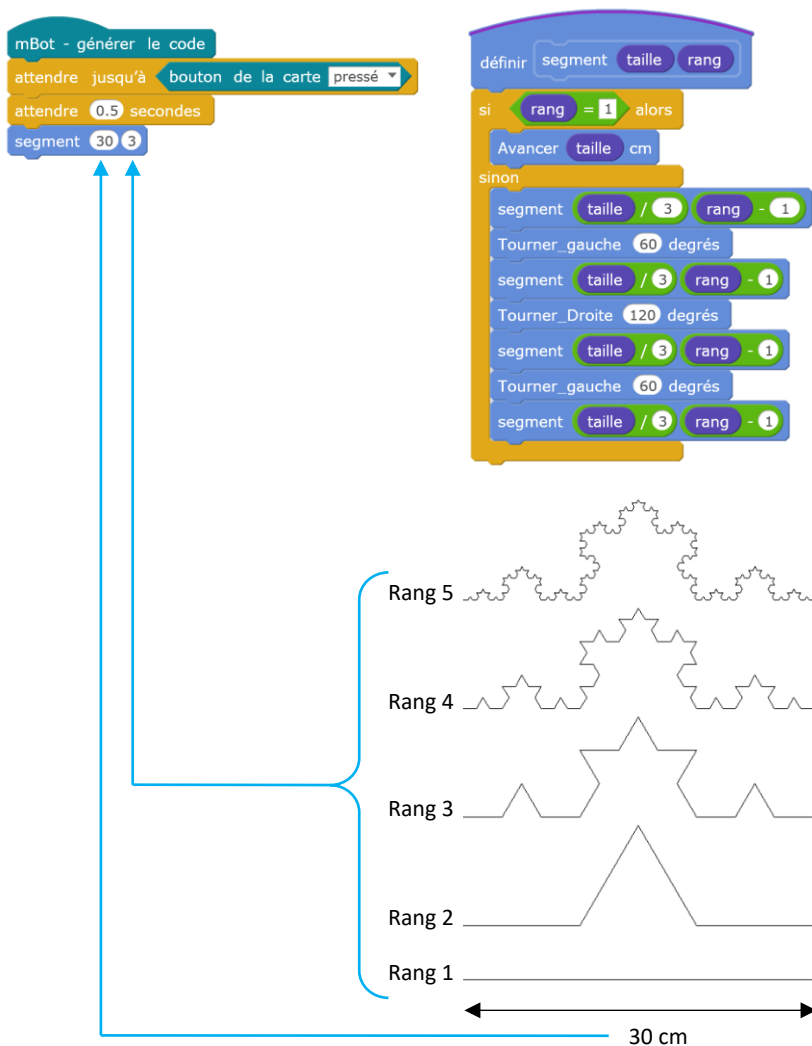 mBot - générer le code
attendre jusqu'à bouton de la carte pressé
attendre 0.5 secondes
segment 30 3
définir segment taille rang
si rang = 1 alors
Avancer taille cm
sinon
segment taille / 3 rang - 1
Tourner_gauche 60 degrés
segment taille / 3 rang - 1
Tourner_Droite 120 degrés
segment taille / 3 rang - 1
Tourner_gauche 60 degrés
segment taille / 3 rang - 1
Rang 5
Rang 4
Rang 3
Rang 2
Rang 1
30 cm